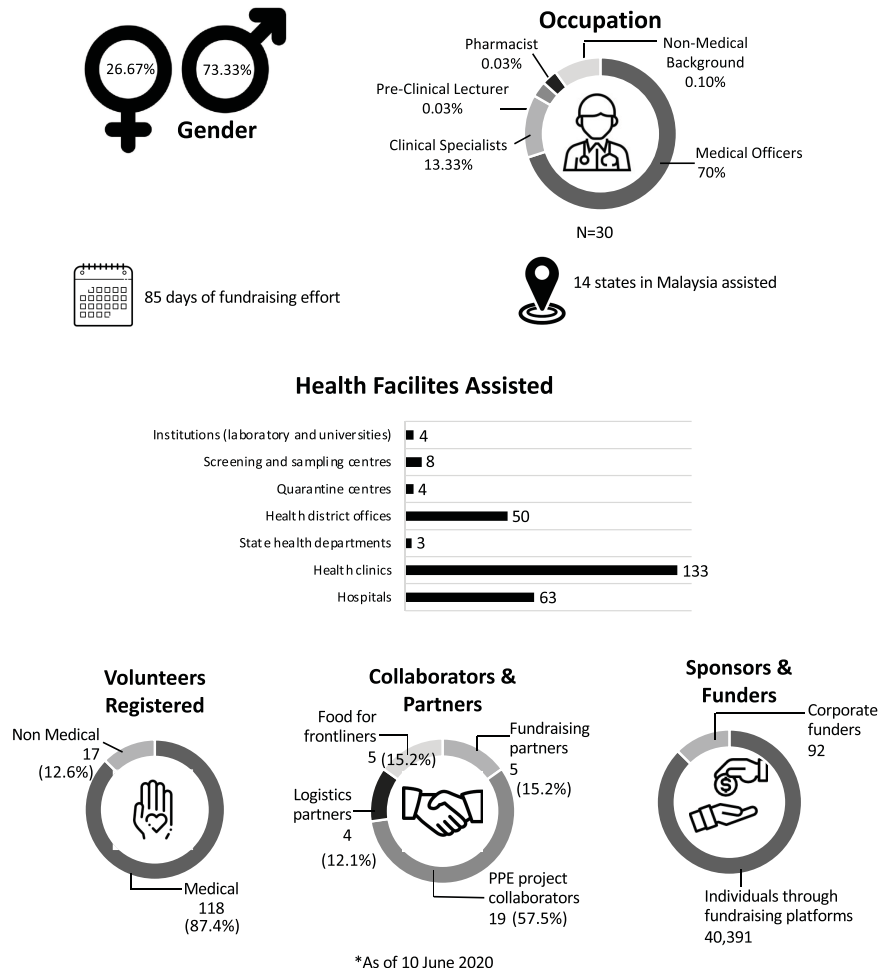 26.67%
73.33%
Gender
Occupation
Pharmacist
0.03%
Non-Medical
Background
0.10%
Pre-Clinical Lecturer
0.03%
Clinical Specialists
13.33%
Medical Officers
70%
N=30
85 days of fundraising effort
14 states in Malaysia assisted
Health Facilites Assisted
Institutions (laboratory and universities) 4
Screening and sampling centres 8
Quarantine centres 4
Health district offices 50
State health departments 3
Health clinics 133
Hospitals 63
Volunteers
Registered
Non Medical
17
(12.6%)
Medical
118
(87.4%)
Collaborators &
Partners
Food for
frontliners
5 (15.2%)
Fundraising
partners
5
(15.2%)
Logistics
partners
4
(12.1%)
PPE project
collaborators
19 (57.5%)
Sponsors &
Funders
Corporate
funders
92
$
Individuals through
fundraising platforms
40,391
*As of 10 June 2020